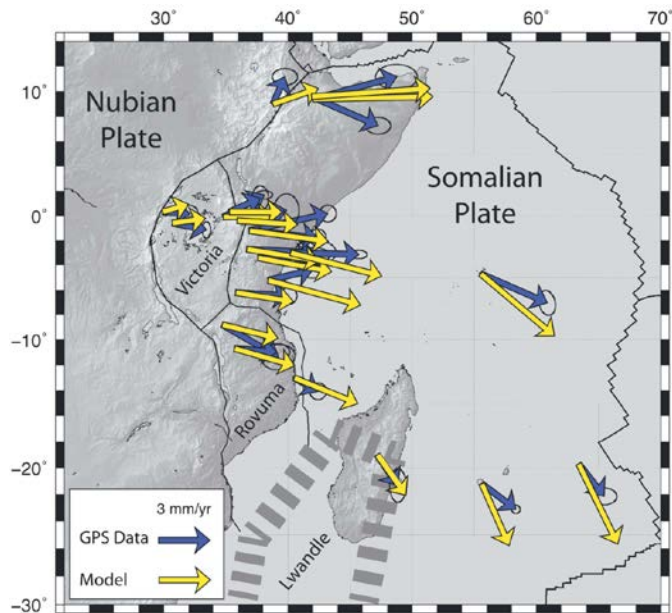 30° 40° 50° 60° 70°
10°
0°
−10°
−20°
−30°
Nubian
Plate
Somalian
Plate
Victoria
Rovuma
Lwandle
3 mm/yr
GPS Data
Model